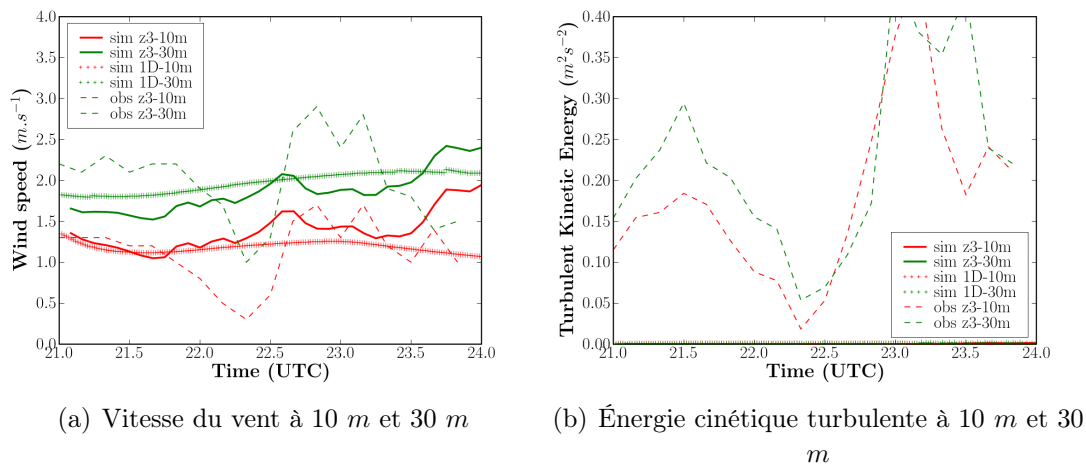 4.0
3.5
3.0
2.5
2.0
1.5
1.0
0.5
0.0
Wind speed (m.s⁻¹)
sim z3-10m
sim z3-30m
sim 1D-10m
sim 1D-30m
obs z3-10m
obs z3-30m
21.0 21.5 22.0 22.5 23.0 23.5 24.0
Time (UTC)
(a) Vitesse du vent à 10 m et 30 m
0.40
0.35
0.30
0.25
0.20
0.15
0.10
0.05
0.00
Turbulent Kinetic Energy (m²s⁻²)
sim z3-10m
sim z3-30m
sim 1D-10m
sim 1D-30m
obs z3-10m
obs z3-30m
21.0 21.5 22.0 22.5 23.0 23.5 24.0
Time (UTC)
(b) Énergie cinétique turbulente à 10 m et 30
m